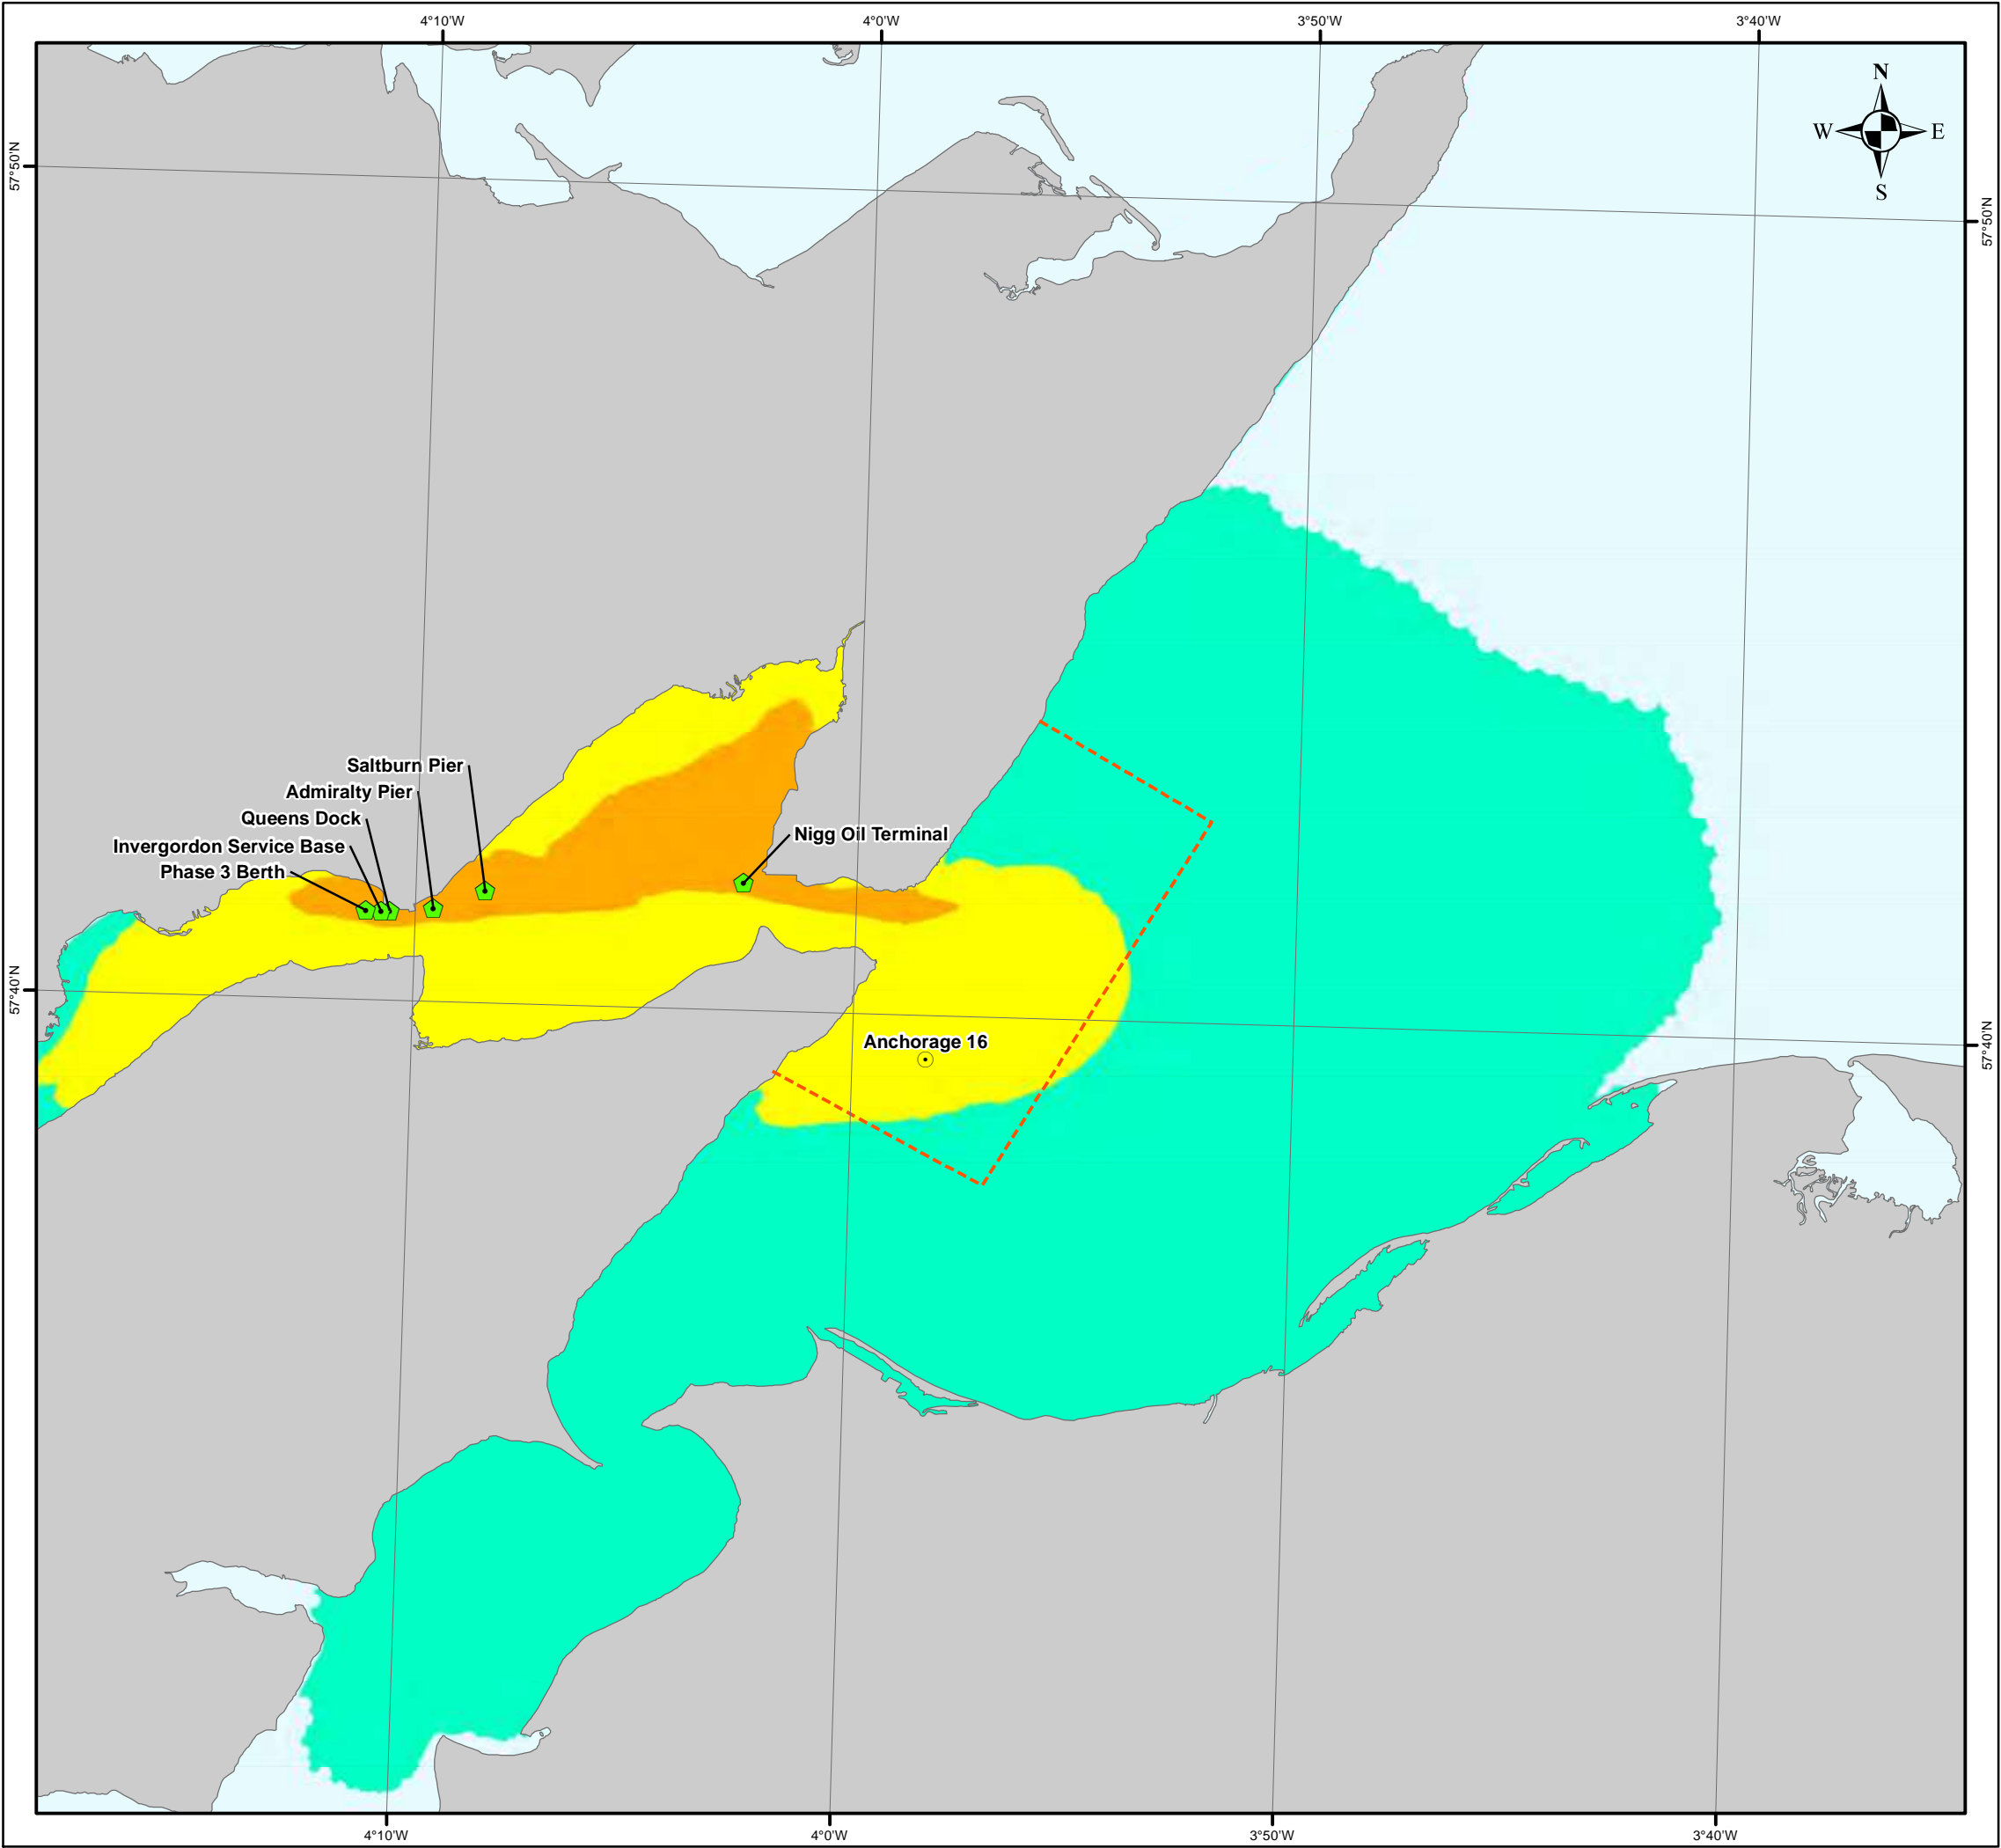 4°10'W
4°0'W
3°50'W
3°40'W
N
W
E
S
57°50'N
57°50'N
Saltburn Pier
Admiralty Pier
Queens Dock
Nigg Oil Terminal
Invergordon Service Base
Phase 3 Berth
57°40'N
57°40'N
Anchorage 16
4°10'W
4°0'W
3°50'W
3°40'W